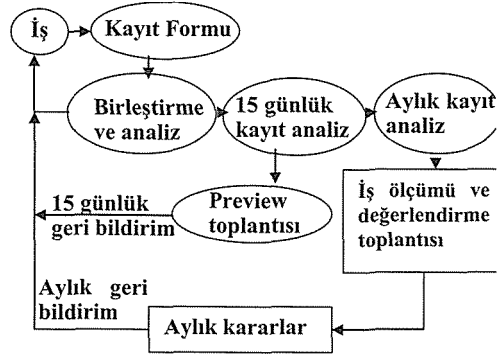 İş
Kayıt Formu
Birleştirme
ve analiz
15 günlük
kayıt analiz
Aylık kayıt
analiz
15 günlük
geri bildirim
Preview
toplantısı
İş ölçümü ve
değerlendirme
toplantısı
Aylık geri
bildirim
Aylık kararlar